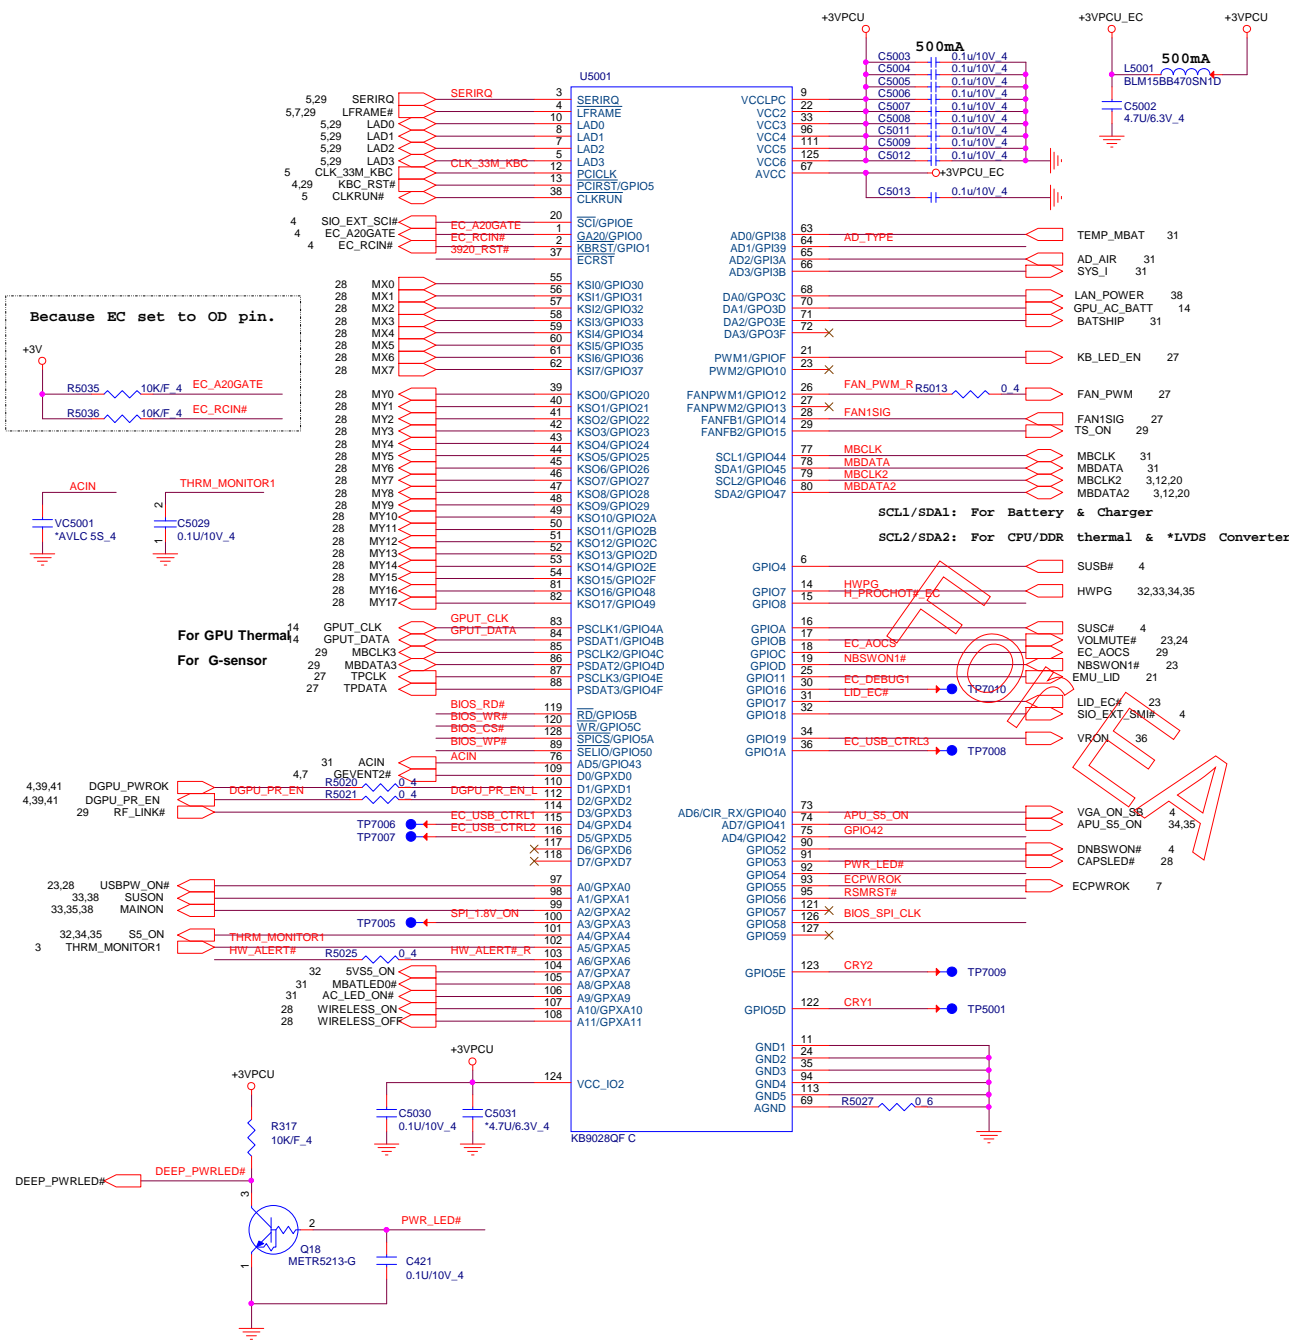 +3VPCU
+3VPCU_EC
+3VPCU
500mA
C5003 0.1u/10V_4
C5004 0.1u/10V_4
C5005 0.1u/10V_4
C5006 0.1u/10V_4
C5007 0.1u/10V_4
C5008 0.1u/10V_4
C5011 0.1u/10V_4
C5009 0.1u/10V_4
C5012 0.1u/10V_4
+3VPCU_EC
C5013 0.1u/10V_4
500mA
L5001
BLM15BB470SN1D
C5002
4.7U/6.3V_4
U5001
5,29 SERIRQ SERIRQ 3 SERIRQ
5,7,29 LFRAME# 4 LFRAME
5,29 LAD0 10 LAD0
5,29 LAD1 8 LAD1
5,29 LAD2 7 LAD2
5,29 LAD3 5 LAD3
5 CLK_33M_KBC CLK_33M_KBC 12 PCICLK
4,29 KBC_RST# 13 PCIRST/GPIO5
5 CLKRUN# 38 CLKRUN
4 SIO_EXT_SCI# 20 SCI/GPIOE
4 EC_A20GATE EC_A20GATE 1 GA20/GPIO0
4 EC_RCIN# EC_RCIN# 2 KBRST/GPIO1
3920_RST# 37 ECRST
28 MX0 55 KSI0/GPIO30
28 MX1 56 KSI1/GPIO31
28 MX2 57 KSI2/GPIO32
28 MX3 58 KSI3/GPIO33
28 MX4 59 KSI4/GPIO34
28 MX5 60 KSI5/GPIO35
28 MX6 61 KSI6/GPIO36
28 MX7 62 KSI7/GPIO37
28 MY0 39 KSO0/GPIO20
28 MY1 40 KSO1/GPIO21
28 MY2 41 KSO2/GPIO22
28 MY3 42 KSO3/GPIO23
28 MY4 43 KSO4/GPIO24
28 MY5 44 KSO5/GPIO25
28 MY6 45 KSO6/GPIO26
28 MY7 46 KSO7/GPIO27
28 MY8 47 KSO8/GPIO28
28 MY9 48 KSO9/GPIO29
28 MY10 49 KSO10/GPIO2A
28 MY11 50 KSO11/GPIO2B
28 MY12 51 KSO12/GPIO2C
28 MY13 52 KSO13/GPIO2D
28 MY14 53 KSO14/GPIO2E
28 MY15 54 KSO15/GPIO2F
28 MY16 81 KSO16/GPIO48
28 MY17 82 KSO17/GPIO49
For GPU Thermal
For G-sensor
14 GPUT_CLK GPUT_CLK 83 PSCLK1/GPIO4A
14 GPUT_DATA GPUT_DATA 84 PSDAT1/GPIO4B
29 MBCLK3 85 PSCLK2/GPIO4C
29 MBDATA3 86 PSDAT2/GPIO4D
27 TPCLK 87 PSCLK3/GPIO4E
27 TPDATA 88 PSDAT3/GPIO4F
BIOS_RD# 119 RD/GPIO5B
BIOS_WR# 120 WR/GPIO5C
BIOS_CS# 128 SPICS/GPIO5A
BIOS_WP# 89 SELIO/GPIO50
31 ACIN ACIN 76 AD5/GPIO43
4,7 GEVENT2# 109 D0/GPXD0
4,39,41 DGPU_PWROK R5020 0_4 110 D1/GPXD1
4,39,41 DGPU_PR_EN DGPU_PR_EN R5021 0_4 DGPU_PR_EN_L 112 D2/GPXD2
29 RF_LINK# 114 D3/GPXD3
TP7006 EC_USB_CTRL1 115 D4/GPXD4
TP7007 EC_USB_CTRL2 116 D5/GPXD5
117 D6/GPXD6
118 D7/GPXD7
23,28 USBPW_ON# 97 A0/GPXA0
33,38 SUSON 98 A1/GPXA1
33,35,38 MAINON 99 A2/GPXA2
TP7005 SPI_1.8V_ON 100 A3/GPXA3
32,34,35 S5_ON 101 A4/GPXA4
3 THRM_MONITOR1 THRM_MONITOR1 102 A5/GPXA5
HW_ALERT# R5025 0_4 HW_ALERT#_R 103 A6/GPXA6
32 5VS5_ON 104 A7/GPXA7
31 MBATLED0# 105 A8/GPXA8
31 AC_LED_ON# 106 A9/GPXA9
28 WIRELESS_ON 107 A10/GPXA10
28 WIRELESS_OFF 108 A11/GPXA11
124 VCC_IO2
KB9028QF C
VCCLPC 9
VCC2 22
VCC3 33
VCC4 96
VCC5 111
VCC6 125
AVCC 67
AD0/GPI38 63 TEMP_MBAT 31
AD1/GPI39 64 AD_TYPE
AD2/GPI3A 65 AD_AIR 31
AD3/GPI3B 66 SYS_I 31
DA0/GPO3C 68 LAN_POWER 38
DA1/GPO3D 70 GPU_AC_BATT 14
DA2/GPO3E 71 BATSHIP 31
DA3/GPO3F 72
PWM1/GPIOF 21 KB_LED_EN 27
PWM2/GPIO10 23
FANPWM1/GPIO12 26 FAN_PWM_R R5013 0_4 FAN_PWM 27
FANPWM2/GPIO13 27
FANFB1/GPIO14 28 FAN1SIG FAN1SIG 27
FANFB2/GPIO15 29 TS_ON 29
SCL1/GPIO44 77 MBCLK MBCLK 31
SDA1/GPIO45 78 MBDATA MBDATA 31
SCL2/GPIO46 79 MBCLK2 MBCLK2 3,12,20
SDA2/GPIO47 80 MBDATA2 MBDATA2 3,12,20
SCL1/SDA1: For Battery & Charger
SCL2/SDA2: For CPU/DDR thermal & *LVDS Converter
GPIO4 6 SUSB# 4
GPIO7 14 HWPG HWPG 32,33,34,35
GPIO8 15 H_PROCHOT#_EC
GPIOA 16 SUSC# 4
GPIOB 17 VOLMUTE# 23,24
GPIOC 18 EC_AOCS EC_AOCS 29
GPIOD 19 NBSWON1# NBSWON1# 23
GPIO11 25 EMU_LID 21
GPIO16 30 EC_DEBUG1 TP7010
GPIO17 31 LID_EC# LID_EC# 23
GPIO18 32 SIO_EXT_SMI# 4
GPIO19 34 VRON 36
GPIO1A 36 EC_USB_CTRL3 TP7008
AD6/CIR_RX/GPIO40 73 VGA_ON_SB 4
AD7/GPIO41 74 APU_S5_ON APU_S5_ON 34,35
AD4/GPIO42 75 GPIO42
GPIO52 90 DNBSWON# 4
GPIO53 91 CAPSLED# 28
GPIO54 92 PWR_LED#
GPIO55 93 ECPWROK ECPWROK 7
GPIO56 95 RSMRST#
GPIO57 121
GPIO58 126 BIOS_SPI_CLK
GPIO59 127
GPIO5E 123 CRY2 TP7009
GPIO5D 122 CRY1 TP5001
GND1 11
GND2 24
GND3 35
GND4 94
GND5 113
AGND 69 R5027 0_6
FOR EA
Because EC set to OD pin.
+3V
R5035 10K/F_4 EC_A20GATE
R5036 10K/F_4 EC_RCIN#
ACIN
VC5001
*AVLC 5S_4
THRM_MONITOR1
2
C5029
0.1U/10V_4
1
+3VPCU
C5030
0.1U/10V_4
C5031
*4.7U/6.3V_4
+3VPCU
R317
10K/F_4
DEEP_PWRLED# DEEP_PWRLED#
3
2
PWR_LED#
Q18
METR5213-G
1
C421
0.1U/10V_4